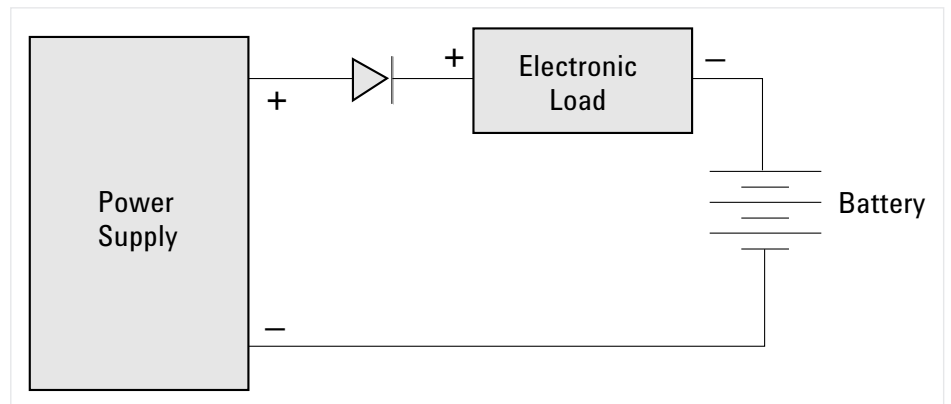 Power
Supply
+
–
+
Electronic
Load
–
Battery